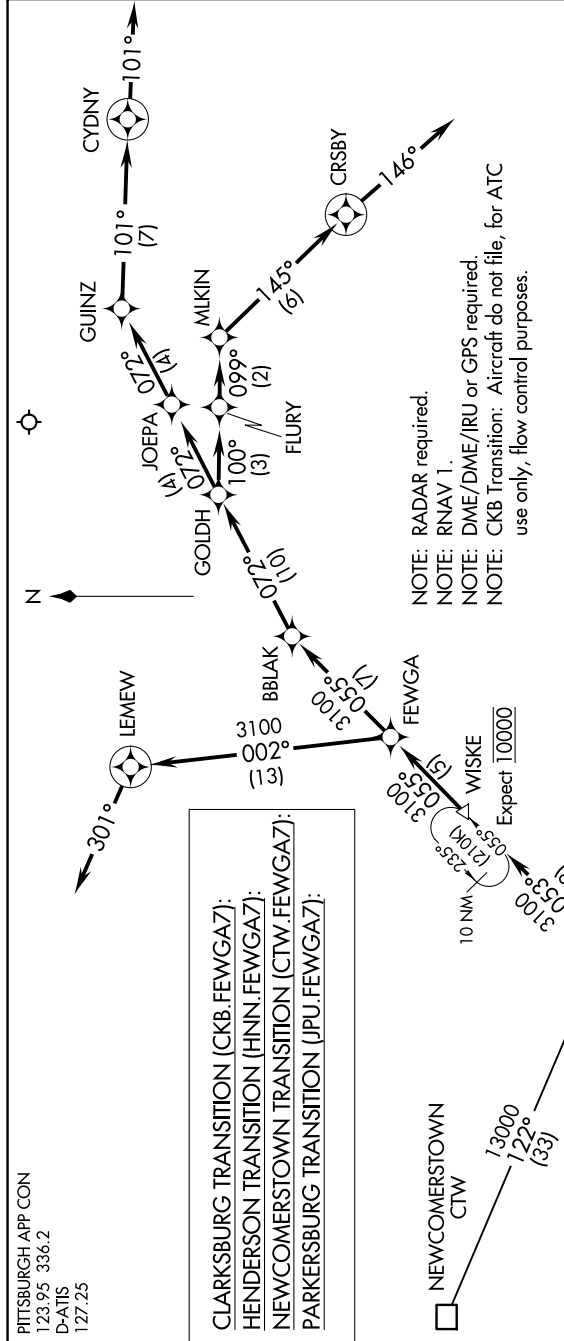 PITTSBURGH APP CON
123.95 336.2
D-ATIS
127.25
N
CLARKSBURG TRANSITION (CKB.FEWGA7):
HENDERSON TRANSITION (HNN.FEWGA7):
NEWCOMERSTOWN TRANSITION (CTW.FEWGA7):
PARKERSBURG TRANSITION (JPU.FEWGA7):
LEMEW
301°
3100
002°
(13)
GUINZ
101°
(7)
CYDNY
101°
JOEPA
072°
(4)
GOLDH
072°
(4)
100°
(3)
FLURY
099°
(2)
MLKIN
145°
(6)
CRSBY
146°
BBLAK
072°
(10)
FEWGA
3100
055°
(7)
WISKE
Expect 10000
3100
055°
(5)
055°
(210K)
235°
10 NM
3100
053°
NEWCOMERSTOWN
CTW
13000
122°
(33)
NOTE: RADAR required.
NOTE: RNAV 1.
NOTE: DME/DME/IRU or GPS required.
NOTE: CKB Transition: Aircraft do not file, for ATC
use only, flow control purposes.